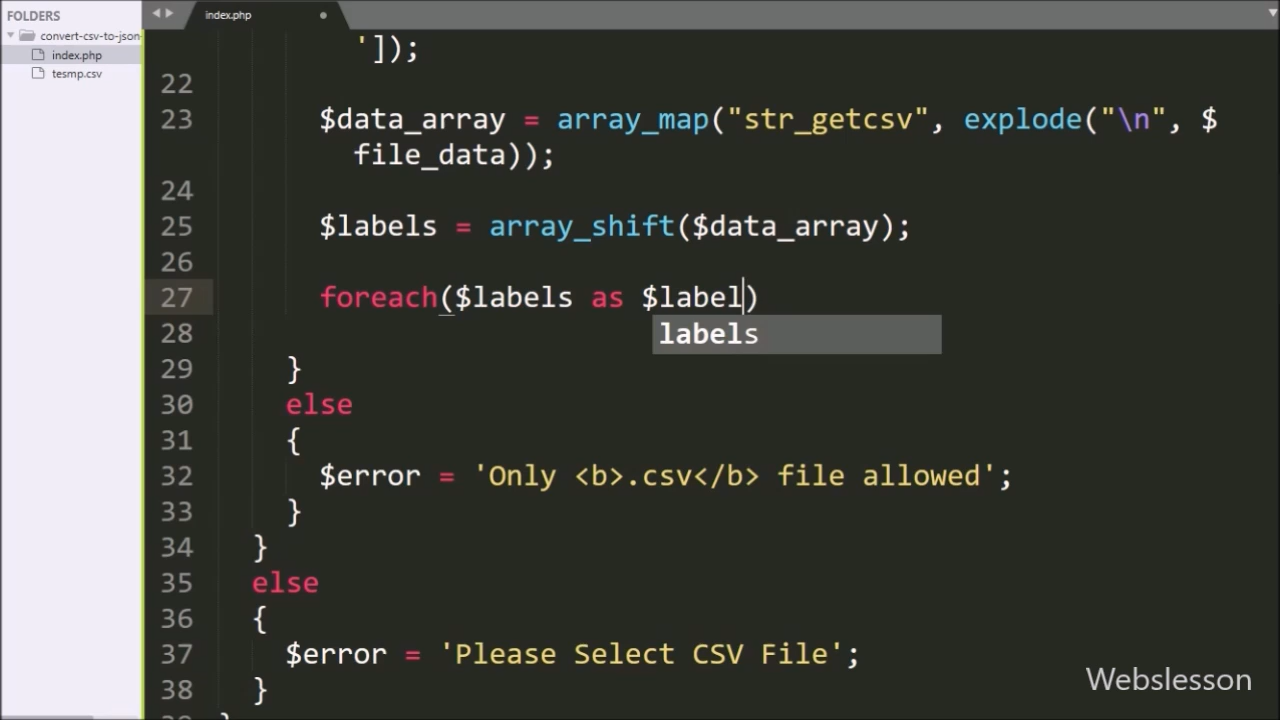 FOLDERS
convert-csv-to-json-
index.php
tesmp.csv
index.php
']);
22
23 $data_array = array_map("str_getcsv", explode("\n", $
file_data));
24
25 $labels = array_shift($data_array);
26
27 foreach($labels as $label)
labels
28
29 }
30 else
31 {
32 $error = 'Only <b>.csv</b> file allowed';
33 }
34 }
35 else
36 {
37 $error = 'Please Select CSV File';
38 }
Webslesson